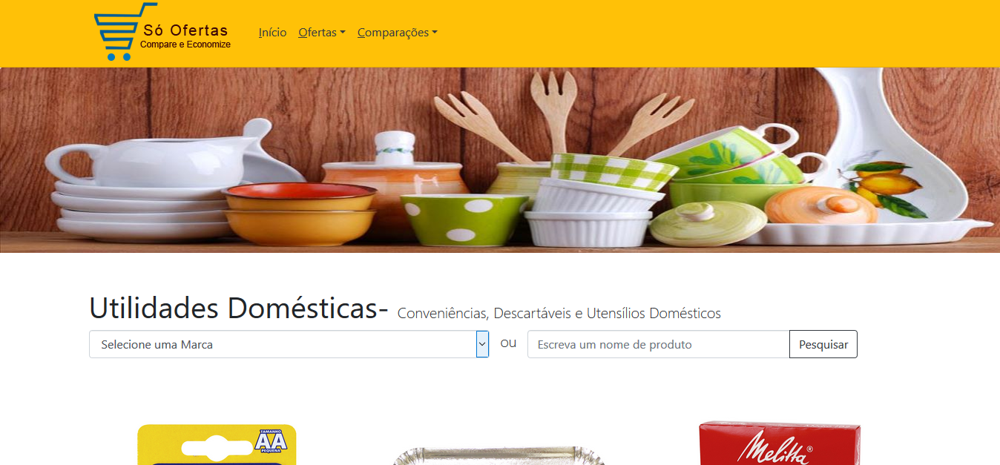 Só Ofertas
Compare e Economize
Início Ofertas Comparações
Utilidades Domésticas- Conveniências, Descartáveis e Utensílios Domésticos
Selecione uma Marca ou Escreva um nome de produto Pesquisar
TAMANHO
AA
PEQUENA
Melitta®